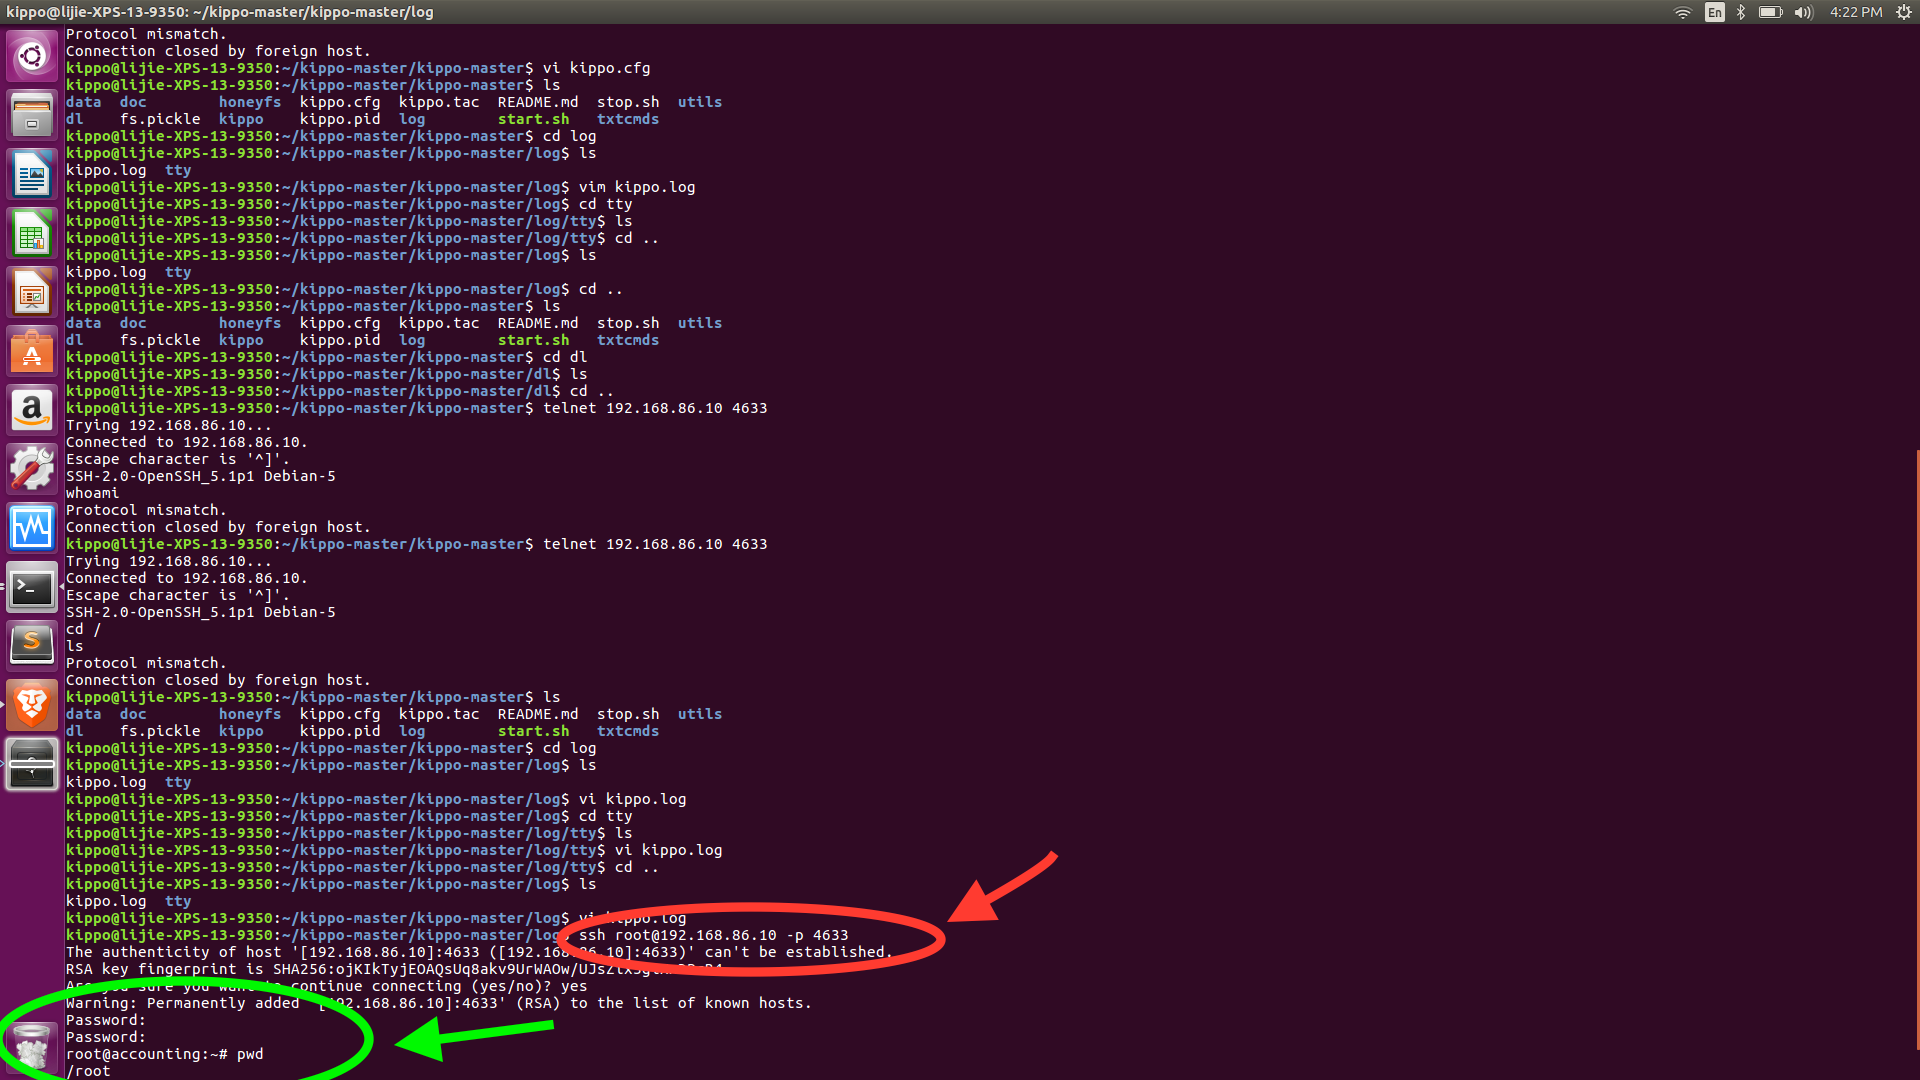 kippo@lijie-XPS-13-9350: ~/kippo-master/kippo-master/log
En
4:22 PM
Protocol mismatch.
Connection closed by foreign host.
kippo@lijie-XPS-13-9350:~/kippo-master/kippo-master$ vi kippo.cfg
kippo@lijie-XPS-13-9350:~/kippo-master/kippo-master$ ls
data doc honeyfs kippo.cfg kippo.tac README.md stop.sh utils
dl fs.pickle kippo kippo.pid log start.sh txtcmds
kippo@lijie-XPS-13-9350:~/kippo-master/kippo-master$ cd log
kippo@lijie-XPS-13-9350:~/kippo-master/kippo-master/log$ ls
kippo.log tty
kippo@lijie-XPS-13-9350:~/kippo-master/kippo-master/log$ vim kippo.log
kippo@lijie-XPS-13-9350:~/kippo-master/kippo-master/log$ cd tty
kippo@lijie-XPS-13-9350:~/kippo-master/kippo-master/log/tty$ ls
kippo@lijie-XPS-13-9350:~/kippo-master/kippo-master/log/tty$ cd ..
kippo@lijie-XPS-13-9350:~/kippo-master/kippo-master/log$ ls
kippo.log tty
kippo@lijie-XPS-13-9350:~/kippo-master/kippo-master/log$ cd ..
kippo@lijie-XPS-13-9350:~/kippo-master/kippo-master$ ls
data doc honeyfs kippo.cfg kippo.tac README.md stop.sh utils
dl fs.pickle kippo kippo.pid log start.sh txtcmds
kippo@lijie-XPS-13-9350:~/kippo-master/kippo-master$ cd dl
kippo@lijie-XPS-13-9350:~/kippo-master/kippo-master/dl$ ls
kippo@lijie-XPS-13-9350:~/kippo-master/kippo-master/dl$ cd ..
kippo@lijie-XPS-13-9350:~/kippo-master/kippo-master$ telnet 192.168.86.10 4633
Trying 192.168.86.10...
Connected to 192.168.86.10.
Escape character is '^]'.
SSH-2.0-OpenSSH_5.1p1 Debian-5
whoami
Protocol mismatch.
Connection closed by foreign host.
kippo@lijie-XPS-13-9350:~/kippo-master/kippo-master$ telnet 192.168.86.10 4633
Trying 192.168.86.10...
Connected to 192.168.86.10.
Escape character is '^]'.
SSH-2.0-OpenSSH_5.1p1 Debian-5
cd /
ls
Protocol mismatch.
Connection closed by foreign host.
kippo@lijie-XPS-13-9350:~/kippo-master/kippo-master$ ls
data doc honeyfs kippo.cfg kippo.tac README.md stop.sh utils
dl fs.pickle kippo kippo.pid log start.sh txtcmds
kippo@lijie-XPS-13-9350:~/kippo-master/kippo-master$ cd log
kippo@lijie-XPS-13-9350:~/kippo-master/kippo-master/log$ ls
kippo.log tty
kippo@lijie-XPS-13-9350:~/kippo-master/kippo-master/log$ vi kippo.log
kippo@lijie-XPS-13-9350:~/kippo-master/kippo-master/log$ cd tty
kippo@lijie-XPS-13-9350:~/kippo-master/kippo-master/log/tty$ ls
kippo@lijie-XPS-13-9350:~/kippo-master/kippo-master/log/tty$ vi kippo.log
kippo@lijie-XPS-13-9350:~/kippo-master/kippo-master/log/tty$ cd ..
kippo@lijie-XPS-13-9350:~/kippo-master/kippo-master/log$ ls
kippo.log tty
kippo@lijie-XPS-13-9350:~/kippo-master/kippo-master/log$ vi kippo.log
kippo@lijie-XPS-13-9350:~/kippo-master/kippo-master/log$ ssh root@192.168.86.10 -p 4633
The authenticity of host '[192.168.86.10]:4633 ([192.168.86.10]:4633)' can't be established.
RSA key fingerprint is
Are you sure you want to continue connecting (yes/no)? yes
Warning: Permanently added '[192.168.86.10]:4633' (RSA) to the list of known hosts.
Password:
Password:
root@accounting:~# pwd
/root